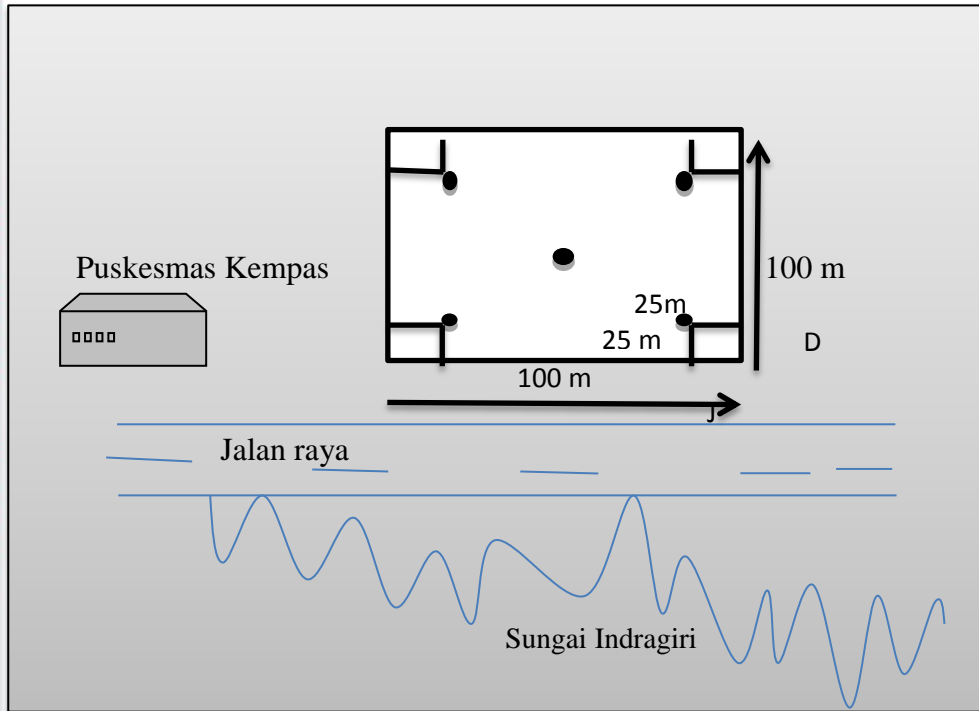 Puskesmas Kempas
100 m
25m
25 m
D
100 m
J
Jalan raya
Sungai Indragiri